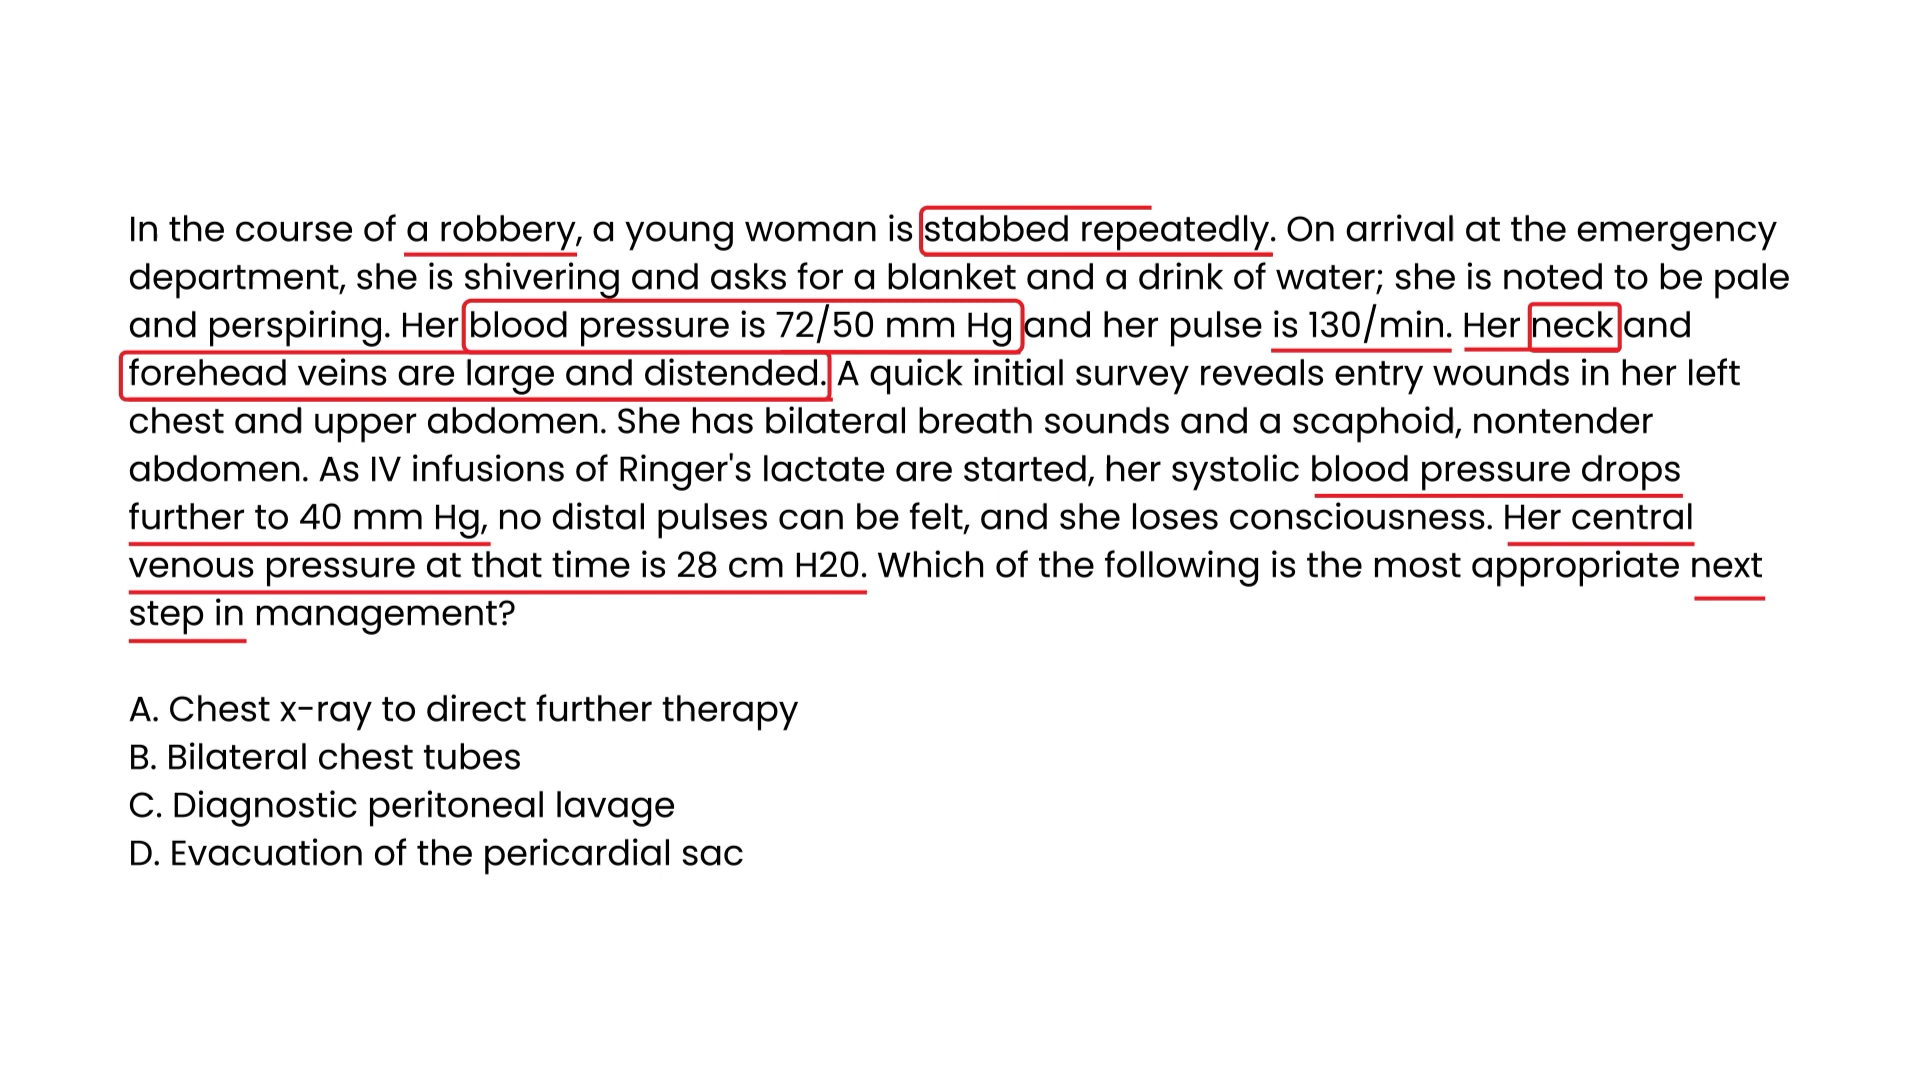 In the course of a robbery, a young woman is stabbed repeatedly. On arrival at the emergency
department, she is shivering and asks for a blanket and a drink of water; she is noted to be pale
and perspiring. Her blood pressure is 72/50 mm Hg and her pulse is 130/min. Her neck and
forehead veins are large and distended. A quick initial survey reveals entry wounds in her left
chest and upper abdomen. She has bilateral breath sounds and a scaphoid, nontender
abdomen. As IV infusions of Ringer's lactate are started, her systolic blood pressure drops
further to 40 mm Hg, no distal pulses can be felt, and she loses consciousness. Her central
venous pressure at that time is 28 cm H20. Which of the following is the most appropriate next
step in management?
A. Chest x-ray to direct further therapy
B. Bilateral chest tubes
C. Diagnostic peritoneal lavage
D. Evacuation of the pericardial sac